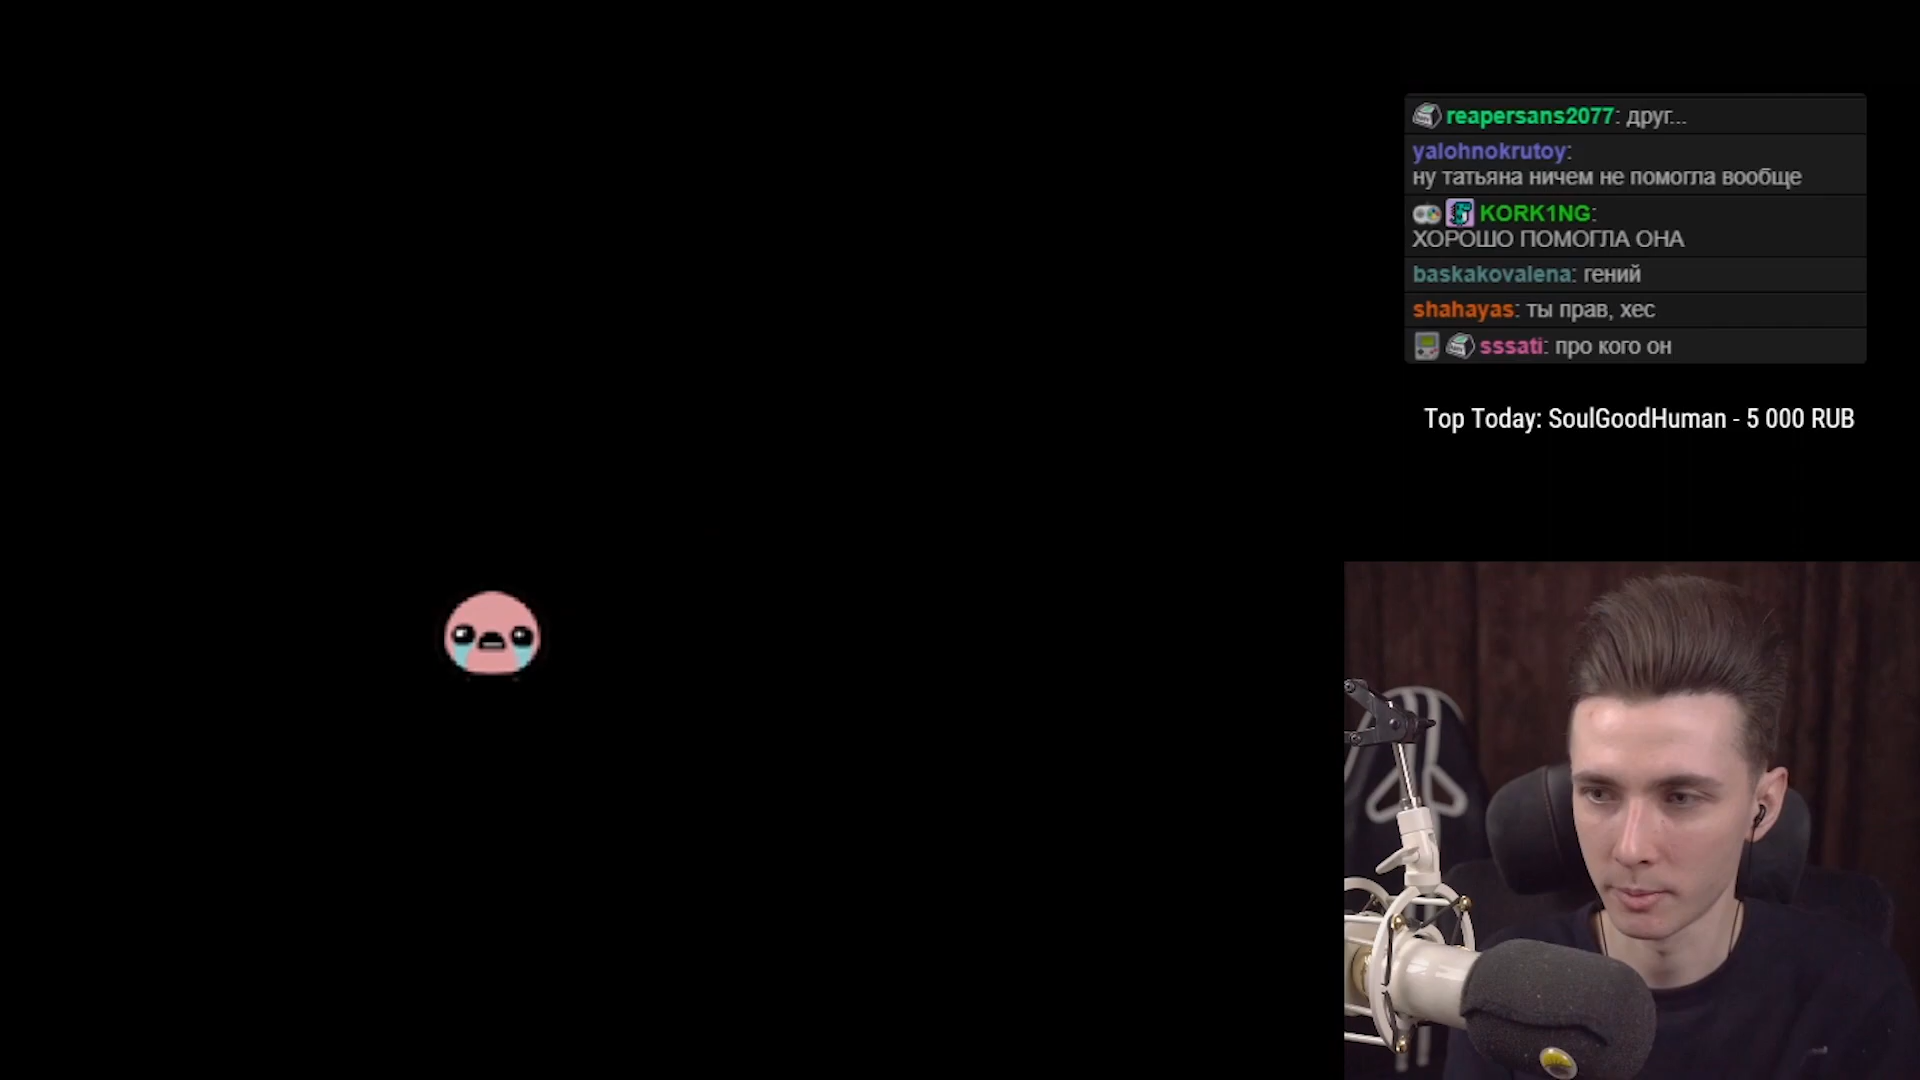 reapersans2077: друг...
yalohnokrutoy:
ну татьяна ничем не помогла вообще
KORK1NG:
ХОРОШО ПОМОГЛА ОНА
baskakovalena: гений
shahayas: ты прав, хес
sssati: про кого он
Top Today: SoulGoodHuman - 5 000 RUB